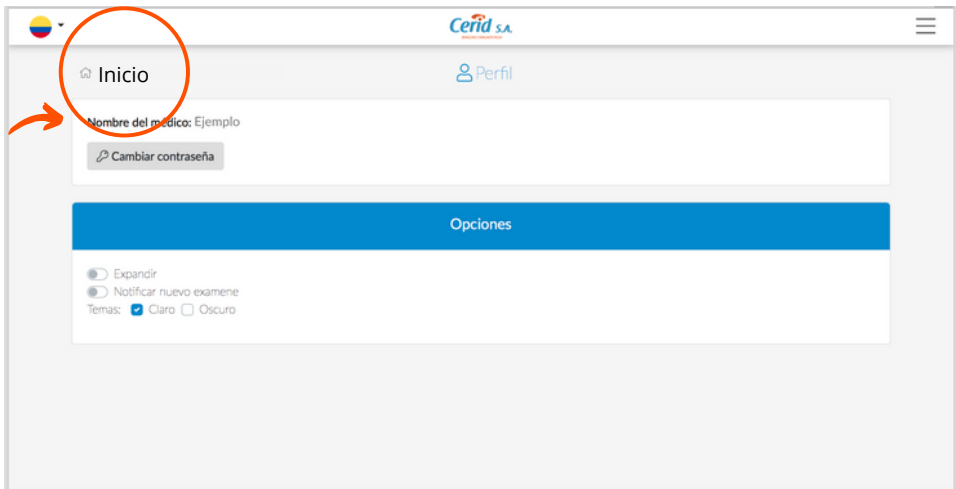 Cerid S.A.
Inicio
Perfil
Nombre del médico: Ejemplo
Cambiar contraseña
Opciones
Expandir
Notificar nuevo examene
Temas: Claro Oscuro